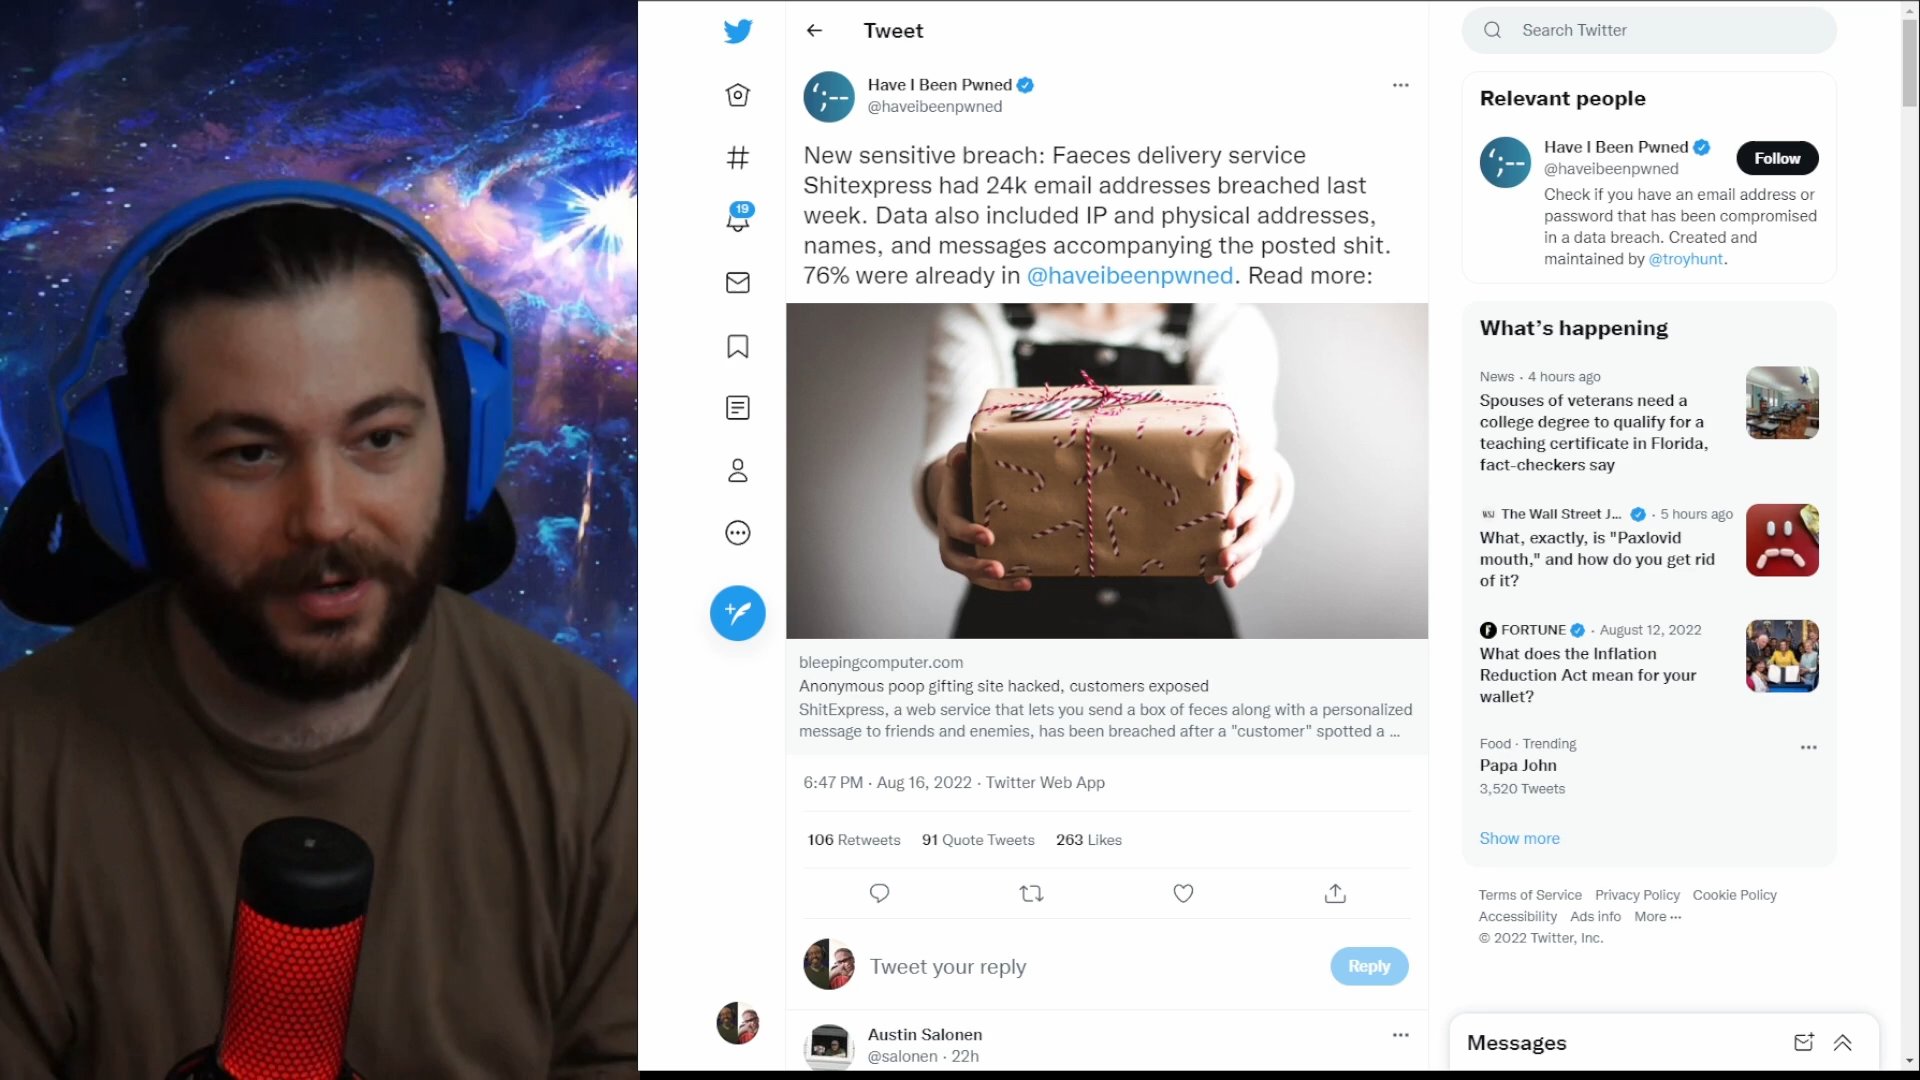 Tweet
Have I Been Pwned
@haveibeenpwned
New sensitive breach: Faeces delivery service
Shitexpress had 24k email addresses breached last
week. Data also included IP and physical addresses,
names, and messages accompanying the posted shit.
76% were already in @haveibeenpwned. Read more:
bleepingcomputer.com
Anonymous poop gifting site hacked, customers exposed
ShitExpress, a web service that lets you send a box of feces along with a personalized
message to friends and enemies, has been breached after a "customer" spotted a ...
6:47 PM · Aug 16, 2022 · Twitter Web App
106 Retweets 91 Quote Tweets 263 Likes
Tweet your reply
Reply
Austin Salonen
@salonen · 22h
19
Search Twitter
Relevant people
Have I Been Pwned
@haveibeenpwned
Follow
Check if you have an email address or
password that has been compromised
in a data breach. Created and
maintained by @troyhunt.
What's happening
News · 4 hours ago
Spouses of veterans need a
college degree to qualify for a
teaching certificate in Florida,
fact-checkers say
WSJ The Wall Street J... · 5 hours ago
What, exactly, is "Paxlovid
mouth," and how do you get rid
of it?
F FORTUNE · August 12, 2022
What does the Inflation
Reduction Act mean for your
wallet?
Food · Trending
Papa John
3,520 Tweets
Show more
Terms of Service Privacy Policy Cookie Policy
Accessibility Ads info More ···
© 2022 Twitter, Inc.
Messages